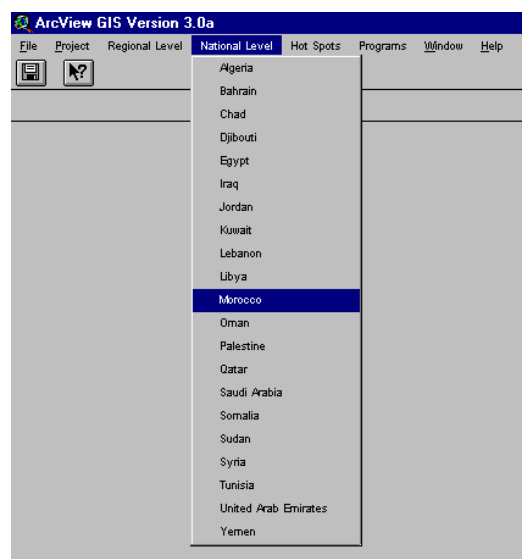 ArcView GIS Version 3.0a
File Project Regional Level National Level Hot Spots Programs Window Help
Algeria
Bahrain
Chad
Djibouti
Egypt
Iraq
Jordan
Kuwait
Lebanon
Libya
Morocco
Oman
Palestine
Qatar
Saudi Arabia
Somalia
Sudan
Syria
Tunisia
United Arab Emirates
Yemen